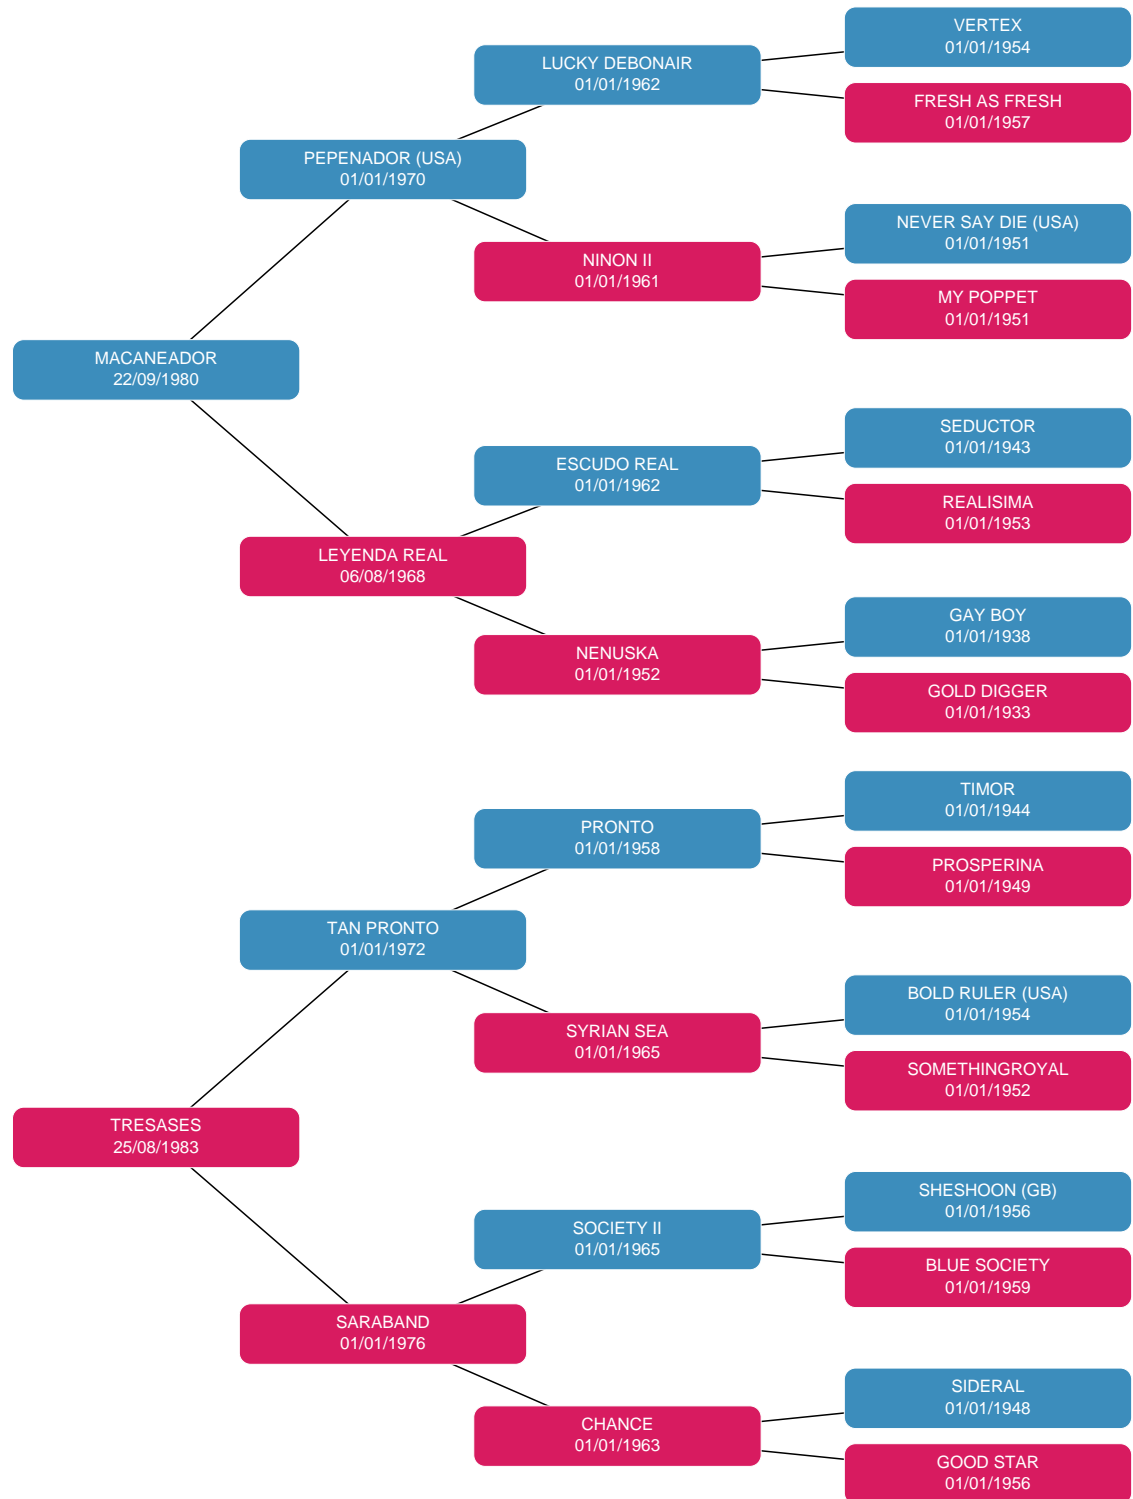 VERTEX
01/01/1954
LUCKY DEBONAIR
01/01/1962
FRESH AS FRESH
01/01/1957
PEPENADOR (USA)
01/01/1970
NEVER SAY DIE (USA)
01/01/1951
NINON II
01/01/1961
MY POPPET
01/01/1951
MACANEADOR
22/09/1980
SEDUCTOR
01/01/1943
ESCUDO REAL
01/01/1962
REALISIMA
01/01/1953
LEYENDA REAL
06/08/1968
GAY BOY
01/01/1938
NENUSKA
01/01/1952
GOLD DIGGER
01/01/1933
TIMOR
01/01/1944
PRONTO
01/01/1958
PROSPERINA
01/01/1949
TAN PRONTO
01/01/1972
BOLD RULER (USA)
01/01/1954
SYRIAN SEA
01/01/1965
SOMETHINGROYAL
01/01/1952
TRESASES
25/08/1983
SHESHOON (GB)
01/01/1956
SOCIETY II
01/01/1965
BLUE SOCIETY
01/01/1959
SARABAND
01/01/1976
SIDERAL
01/01/1948
CHANCE
01/01/1963
GOOD STAR
01/01/1956